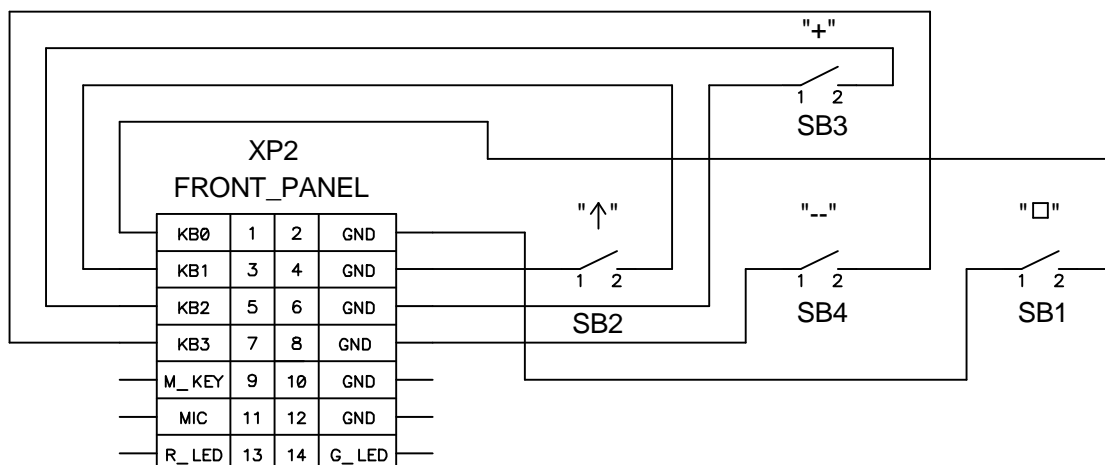 "+"
1 2
SB3
XP2
FRONT_PANEL
"↑"
"--"
"□"
KB0 1 2 GND
KB1 3 4 GND
1 2
1 2
1 2
KB2 5 6 GND
SB2
SB4
SB1
KB3 7 8 GND
M_KEY 9 10 GND
MIC 11 12 GND
R_LED 13 14 G_LED